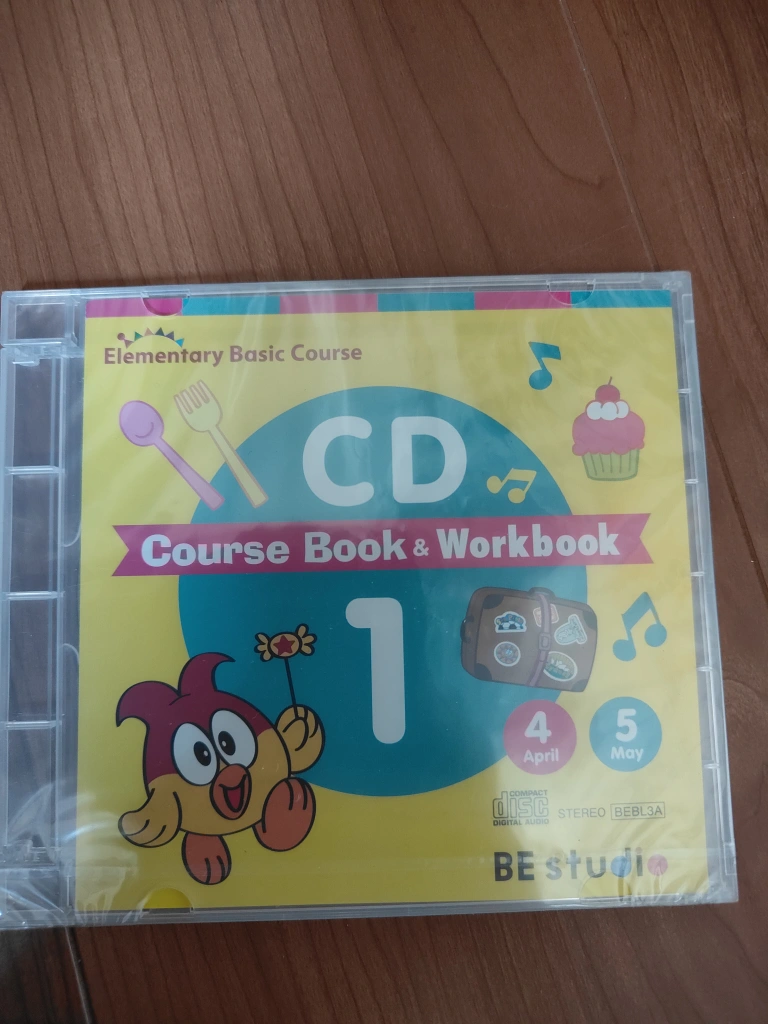 Elementary Basic Course
CD
Course Book & Workbook
1
4
April
5
May
COMPACT
disc
DIGITAL AUDIO
STEREO BEBL3A
BE studio